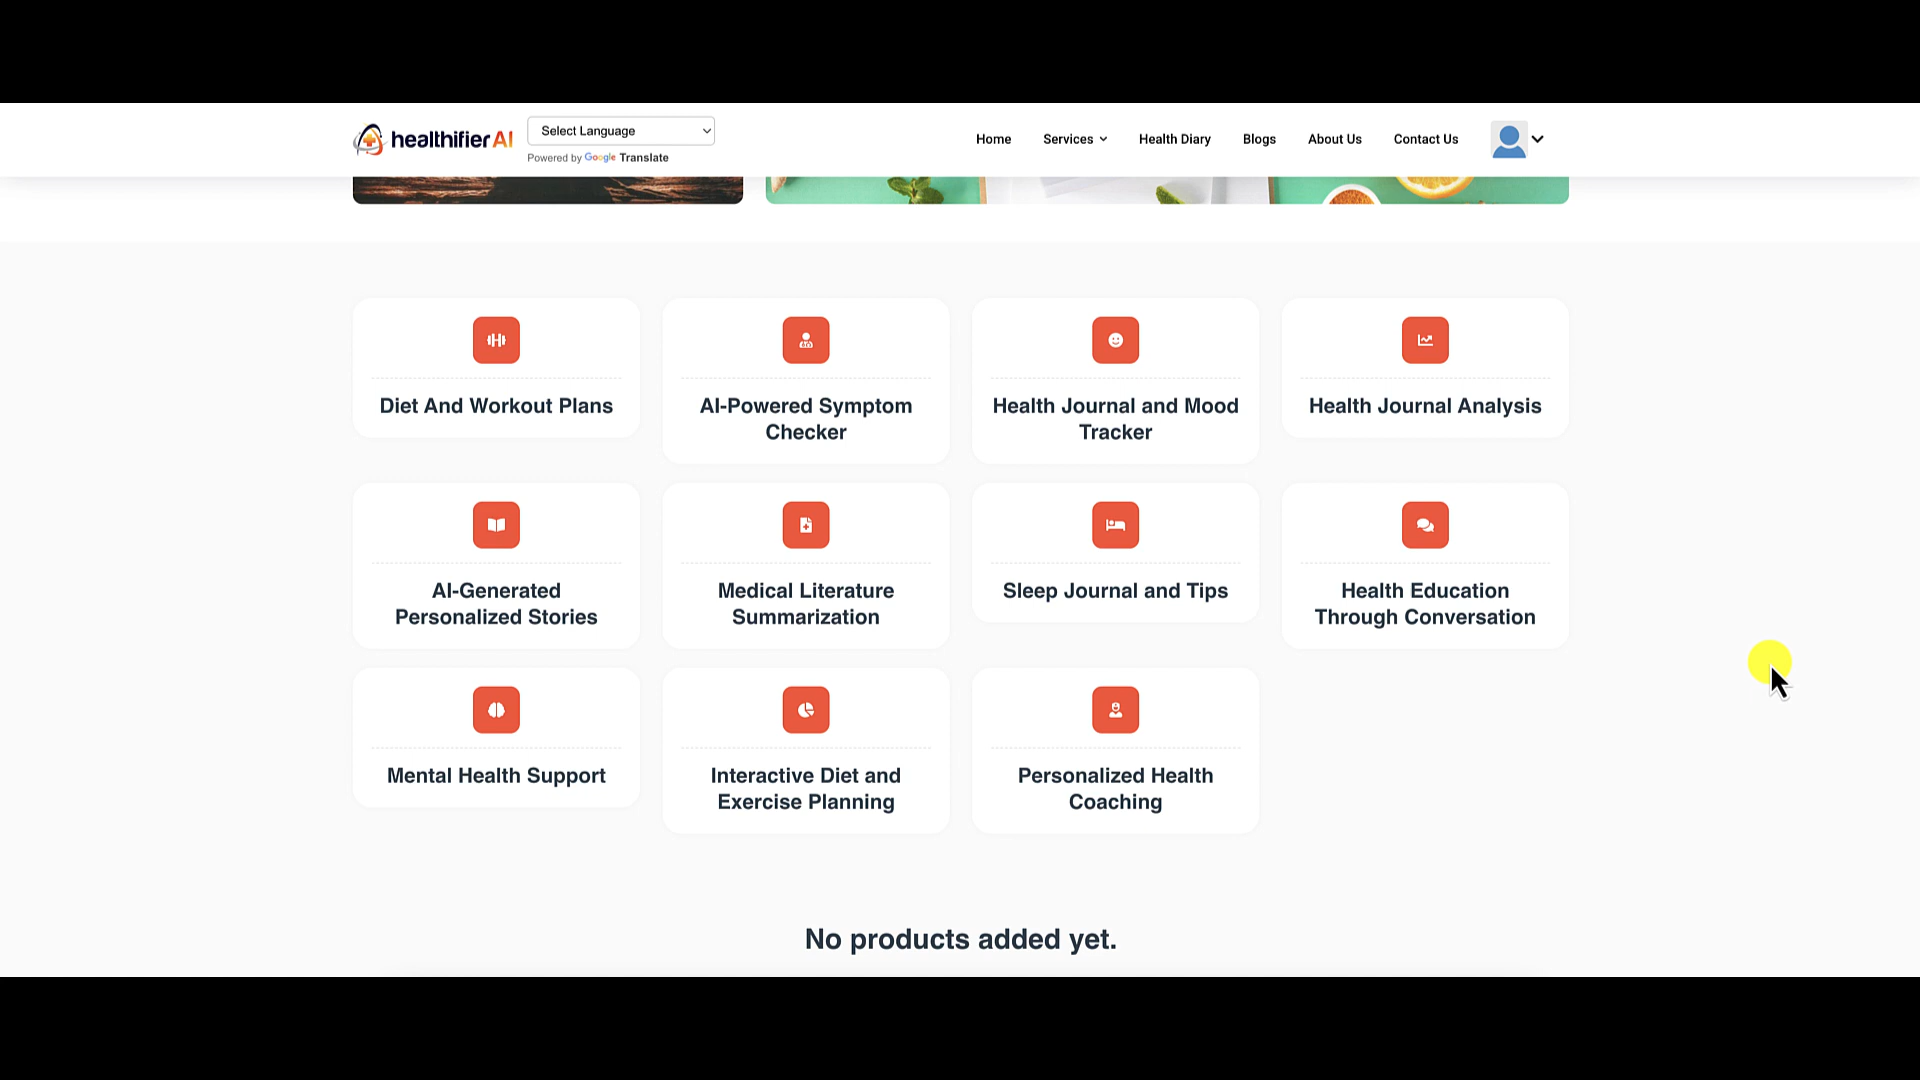 healthifier AI
Select Language
Powered by Google Translate
Home
Services
Health Diary
Blogs
About Us
Contact Us
Diet And Workout Plans
AI-Powered Symptom
Checker
Health Journal and Mood
Tracker
Health Journal Analysis
AI-Generated
Personalized Stories
Medical Literature
Summarization
Sleep Journal and Tips
Health Education
Through Conversation
Mental Health Support
Interactive Diet and
Exercise Planning
Personalized Health
Coaching
No products added yet.